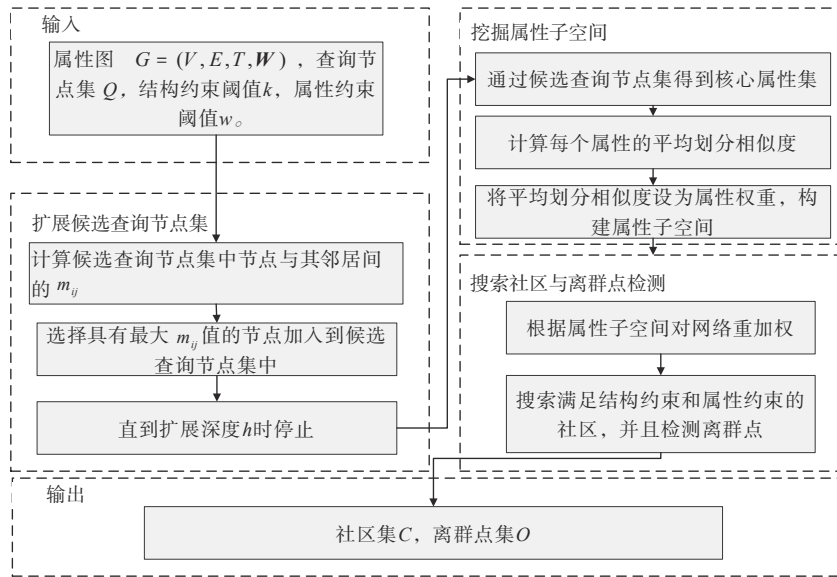 输入
属性图 G = (V, E, T, W) ，查询节
点集 Q，结构约束阈值k，属性约束
阈值w。
扩展候选查询节点集
计算候选查询节点集中节点与其邻居间
的 m_{ij}
选择具有最大 m_{ij} 值的节点加入到候选
查询节点集中
直到扩展深度h时停止
挖掘属性子空间
通过候选查询节点集得到核心属性集
计算每个属性的平均划分相似度
将平均划分相似度设为属性权重，构
建属性子空间
搜索社区与离群点检测
根据属性子空间对网络重加权
搜索满足结构约束和属性约束的
社区，并且检测离群点
输出
社区集C，离群点集O